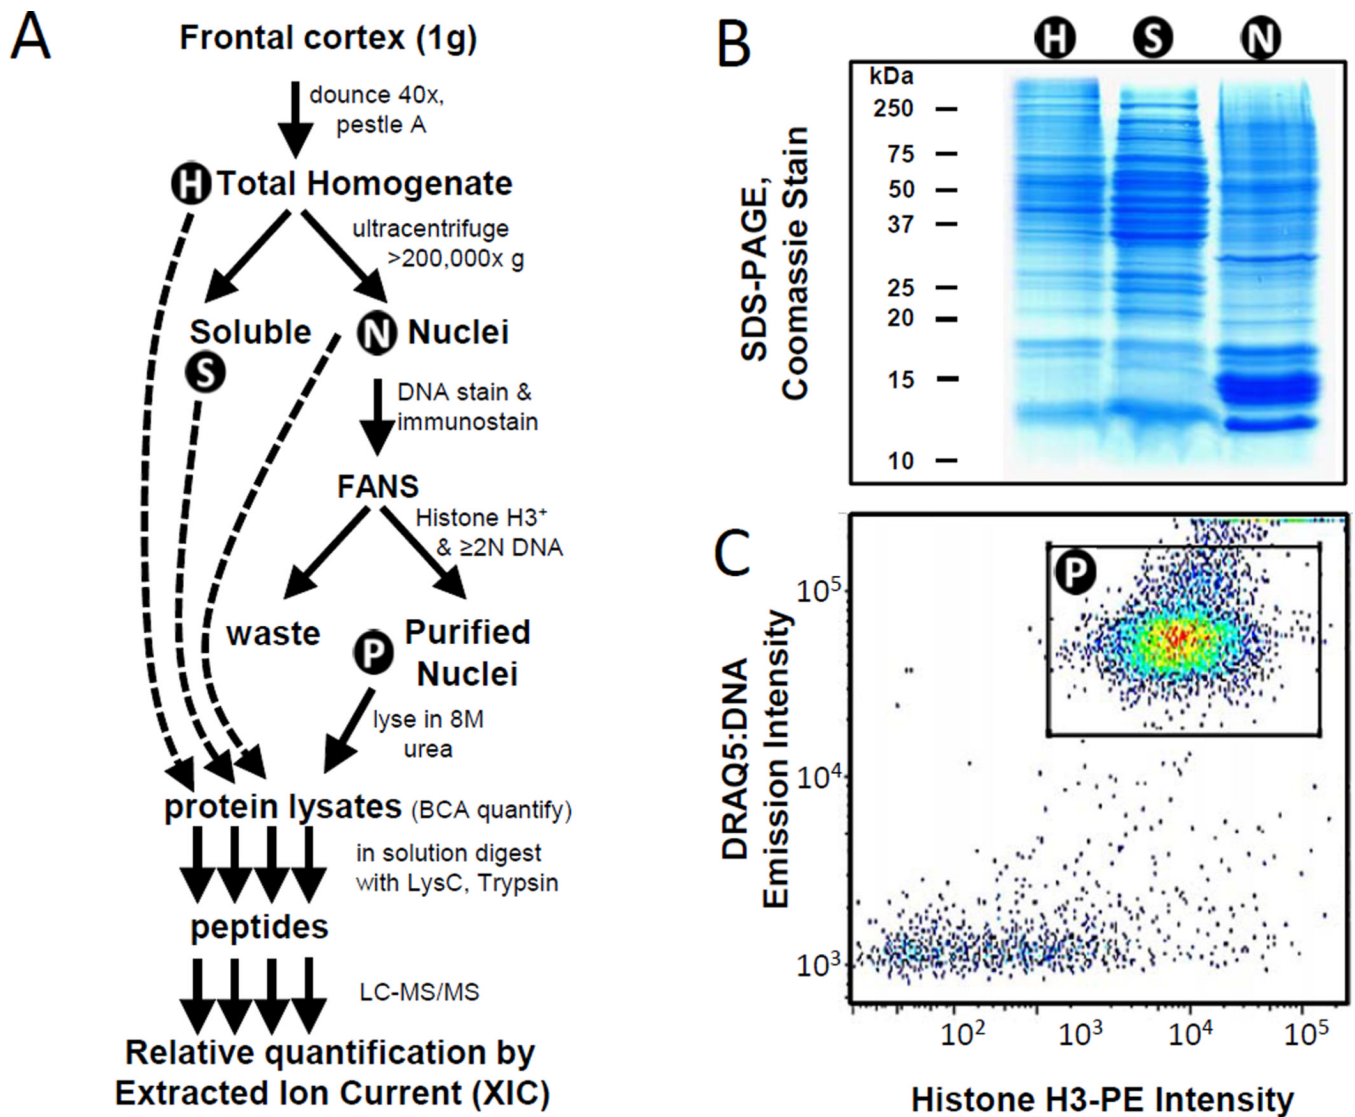 A
Frontal cortex (1g)
dounce 40x,
pestle A
H Total Homogenate
ultracentrifuge
>200,000x g
Soluble
S
N Nuclei
DNA stain &
immunostain
FANS
Histone H3⁺
& ≥2N DNA
waste
P
Purified
Nuclei
lyse in 8M
urea
protein lysates (BCA quantify)
in solution digest
with LysC, Trypsin
peptides
LC-MS/MS
Relative quantification by
Extracted Ion Current (XIC)
B
H S N
SDS-PAGE,
Coomassie Stain
kDa
250
75
50
37
25
20
15
10
C
P
DRAQ5:DNA
Emission Intensity
10⁵
10⁴
10³
10² 10³ 10⁴ 10⁵
Histone H3-PE Intensity